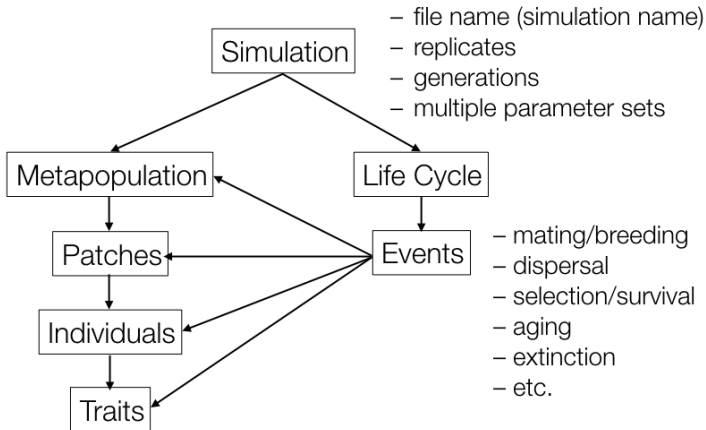 Simulation
– file name (simulation name)
– replicates
– generations
– multiple parameter sets
Metapopulation
Life Cycle
Patches
Events
– mating/breeding
– dispersal
– selection/survival
– aging
– extinction
– etc.
Individuals
Traits